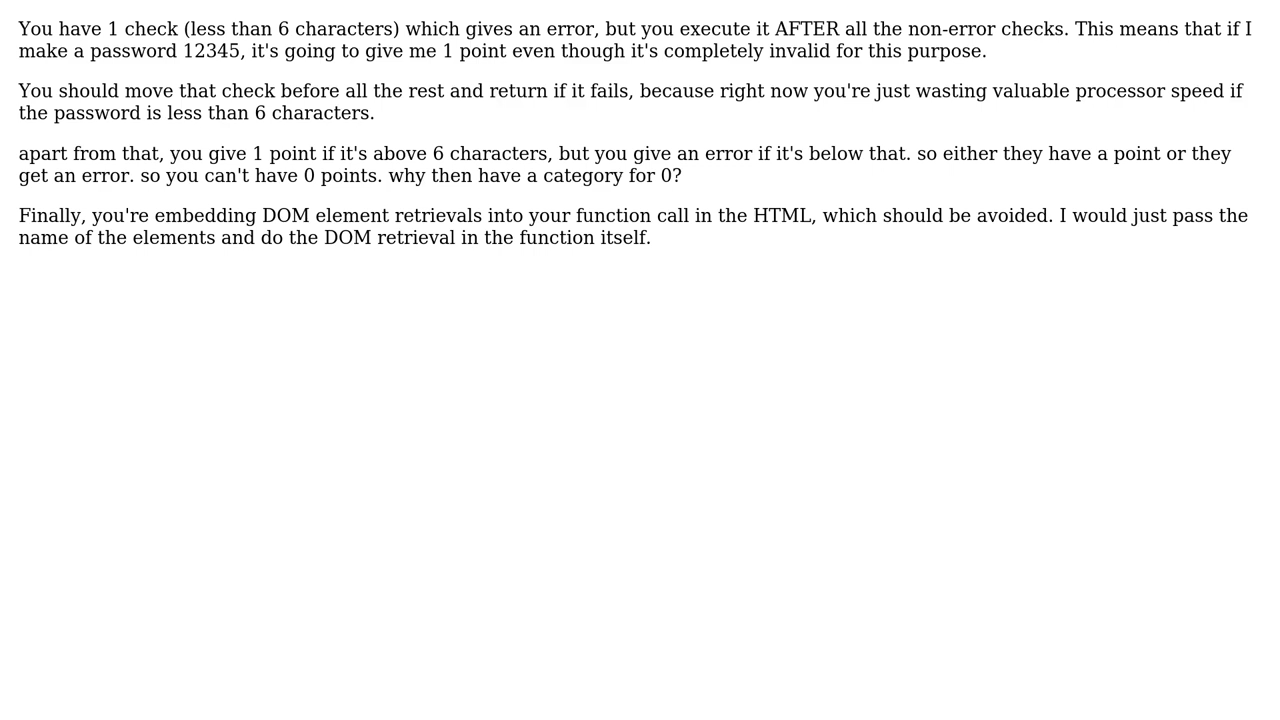 You have 1 check (less than 6 characters) which gives an error, but you execute it AFTER all the non-error checks. This means that if I
make a password 12345, it's going to give me 1 point even though it's completely invalid for this purpose.
You should move that check before all the rest and return if it fails, because right now you're just wasting valuable processor speed if
the password is less than 6 characters.
apart from that, you give 1 point if it's above 6 characters, but you give an error if it's below that. so either they have a point or they
get an error. so you can't have 0 points. why then have a category for 0?
Finally, you're embedding DOM element retrievals into your function call in the HTML, which should be avoided. I would just pass the
name of the elements and do the DOM retrieval in the function itself.